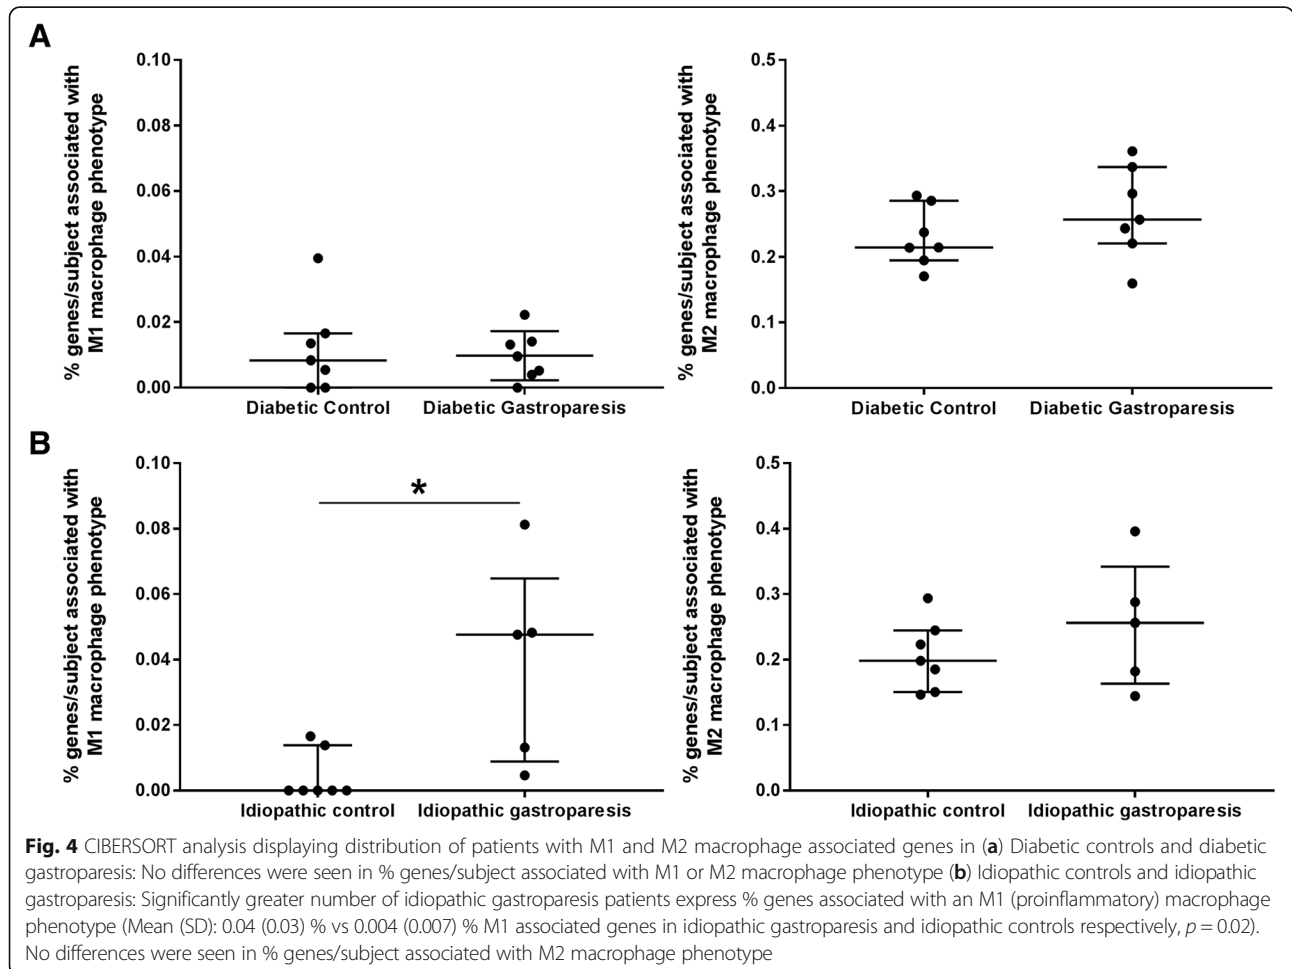 A
% genes/subject associated with
M1 macrophage phenotype
0.10
0.08
0.06
0.04
0.02
0.00
Diabetic Control
Diabetic Gastroparesis
% genes/subject associated with
M2 macrophage phenotype
0.5
0.4
0.3
0.2
0.1
0.0
Diabetic Control
Diabetic Gastroparesis
B
% genes/subject associated with
M1 macrophage phenotype
0.10
0.08
0.06
0.04
0.02
0.00
*
Idiopathic control
Idiopathic gastroparesis
% genes/subject associated with
M2 macrophage phenotype
0.5
0.4
0.3
0.2
0.1
0.0
Idiopathic control
Idiopathic gastroparesis
Fig. 4 CIBERSORT analysis displaying distribution of patients with M1 and M2 macrophage associated genes in (a) Diabetic controls and diabetic
gastroparesis: No differences were seen in % genes/subject associated with M1 or M2 macrophage phenotype (b) Idiopathic controls and idiopathic
gastroparesis: Significantly greater number of idiopathic gastroparesis patients express % genes associated with an M1 (proinflammatory) macrophage
phenotype (Mean (SD): 0.04 (0.03) % vs 0.004 (0.007) % M1 associated genes in idiopathic gastroparesis and idiopathic controls respectively, p = 0.02).
No differences were seen in % genes/subject associated with M2 macrophage phenotype